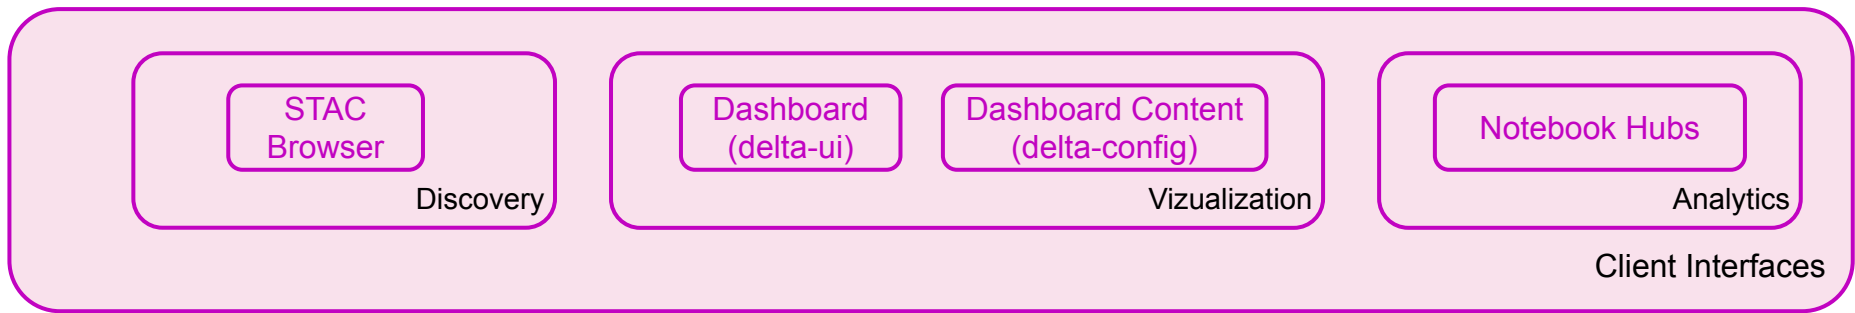 STAC
Browser
Discovery
Dashboard
(delta-ui)
Dashboard Content
(delta-config)
Vizualization
Notebook Hubs
Analytics
Client Interfaces